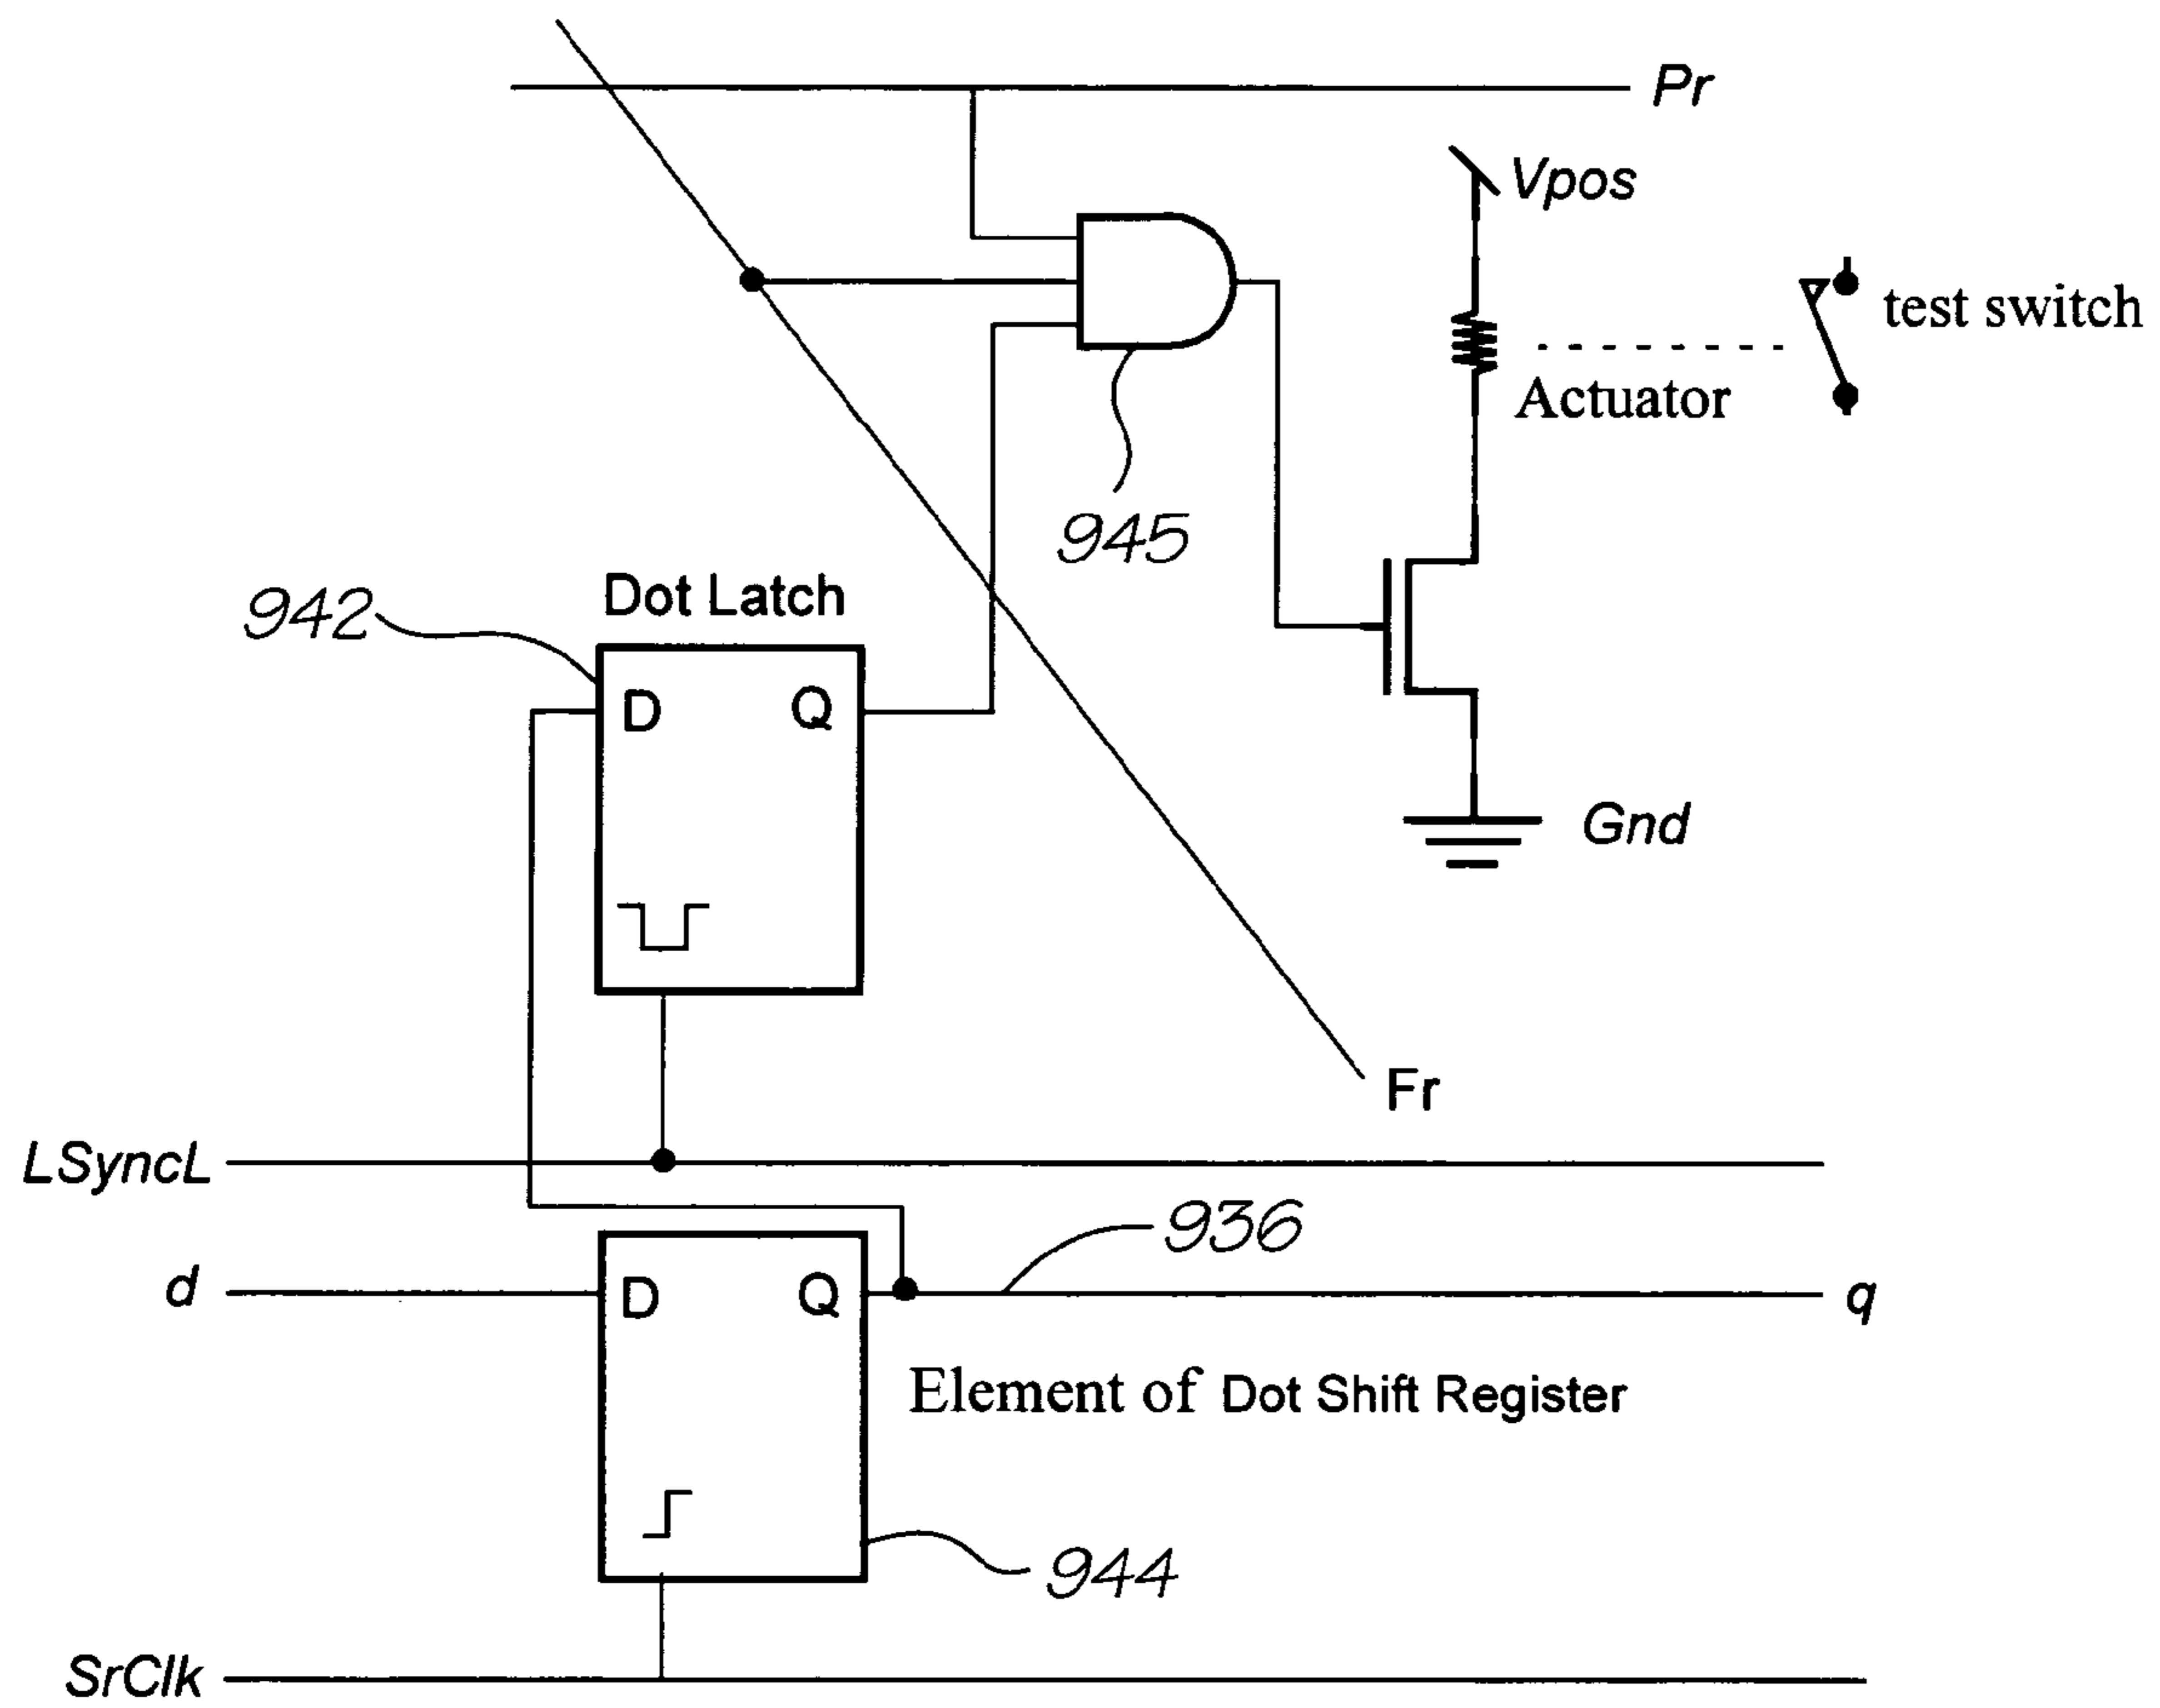 Pr
Vpos
test switch
Actuator
945
Dot Latch
942
D Q
Gnd
Fr
LSyncL
936
d
D Q
q
Element of Dot Shift Register
944
SrClk